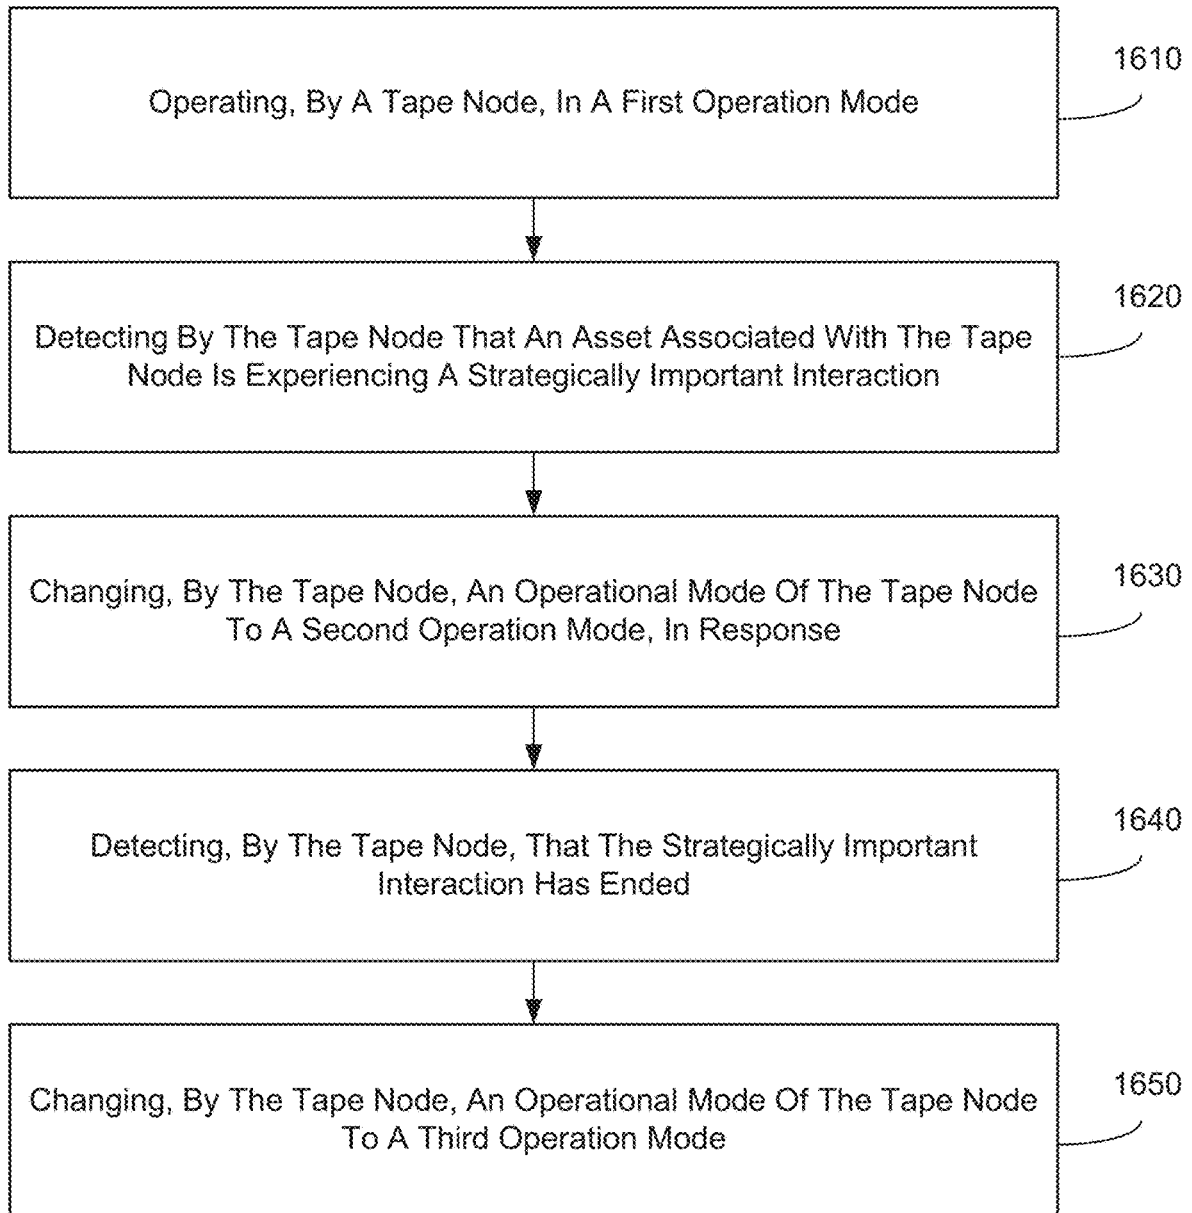 1610
Operating, By A Tape Node, In A First Operation Mode
1620
Detecting By The Tape Node That An Asset Associated With The Tape
Node Is Experiencing A Strategically Important Interaction
1630
Changing, By The Tape Node, An Operational Mode Of The Tape Node
To A Second Operation Mode, In Response
1640
Detecting, By The Tape Node, That The Strategically Important
Interaction Has Ended
1650
Changing, By The Tape Node, An Operational Mode Of The Tape Node
To A Third Operation Mode